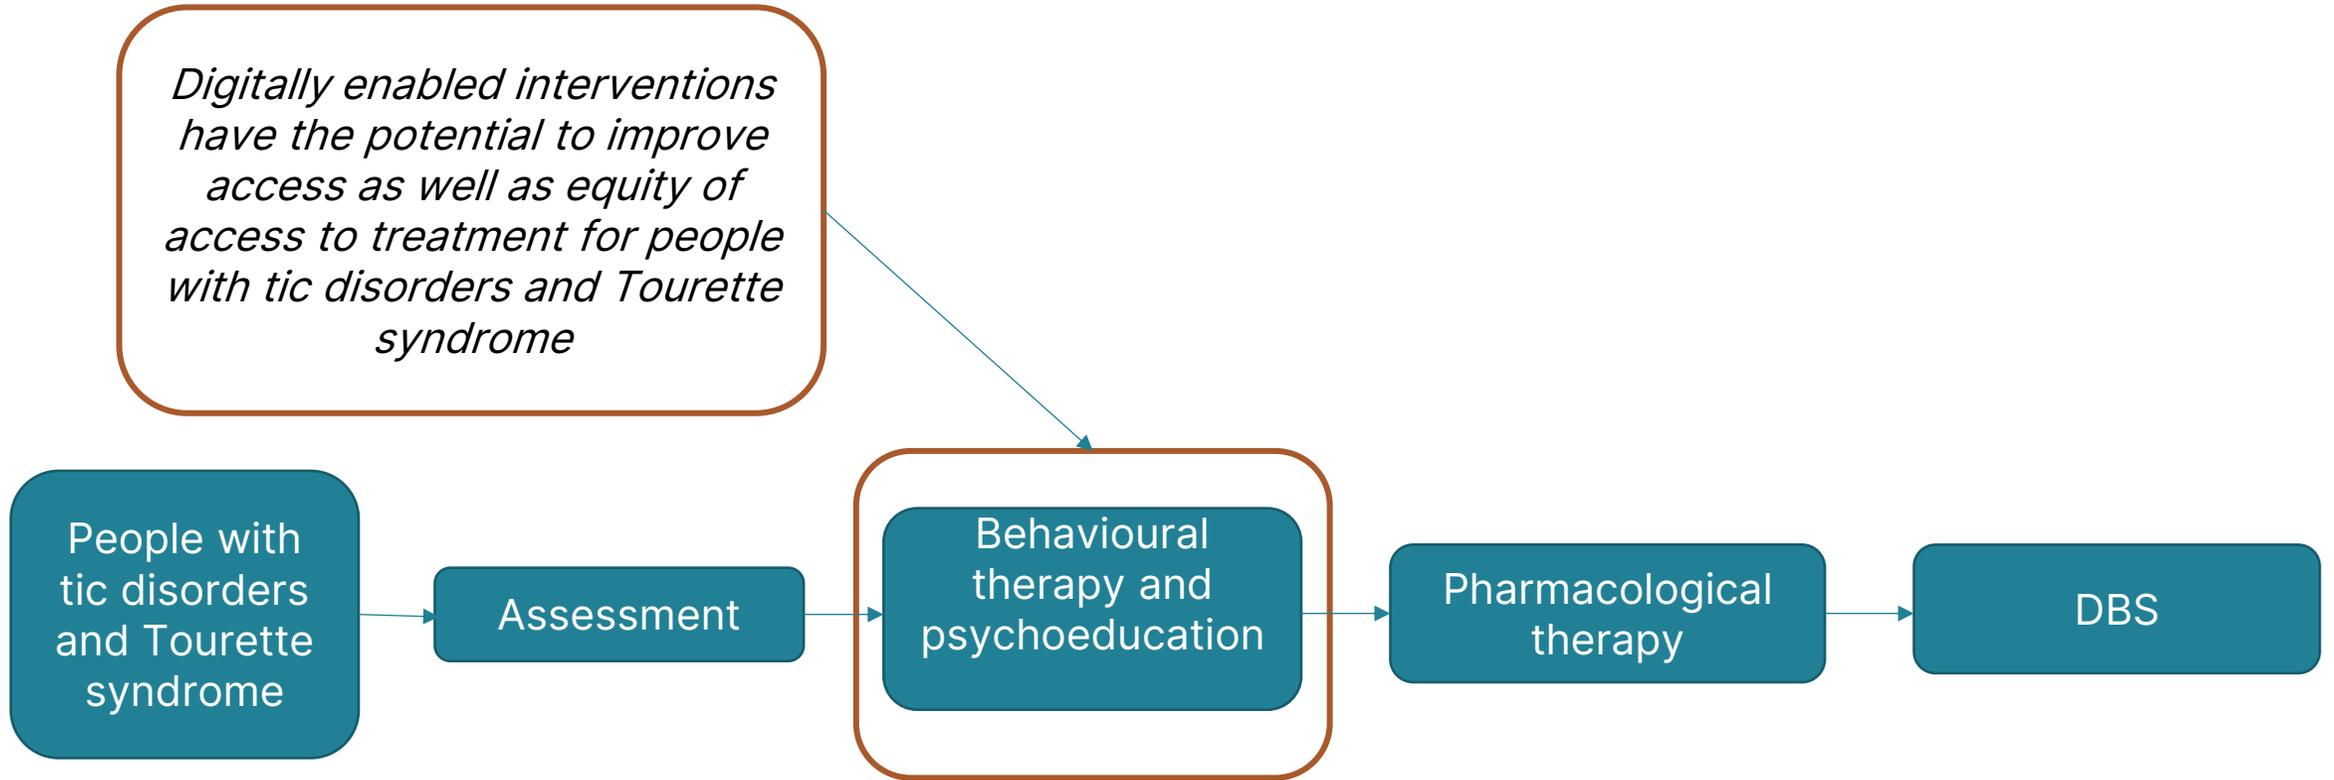 Digitally enabled interventions
have the potential to improve
access as well as equity of
access to treatment for people
with tic disorders and Tourette
syndrome
People with
tic disorders
and Tourette
syndrome
Assessment
Behavioural
therapy and
psychoeducation
Pharmacological
therapy
DBS